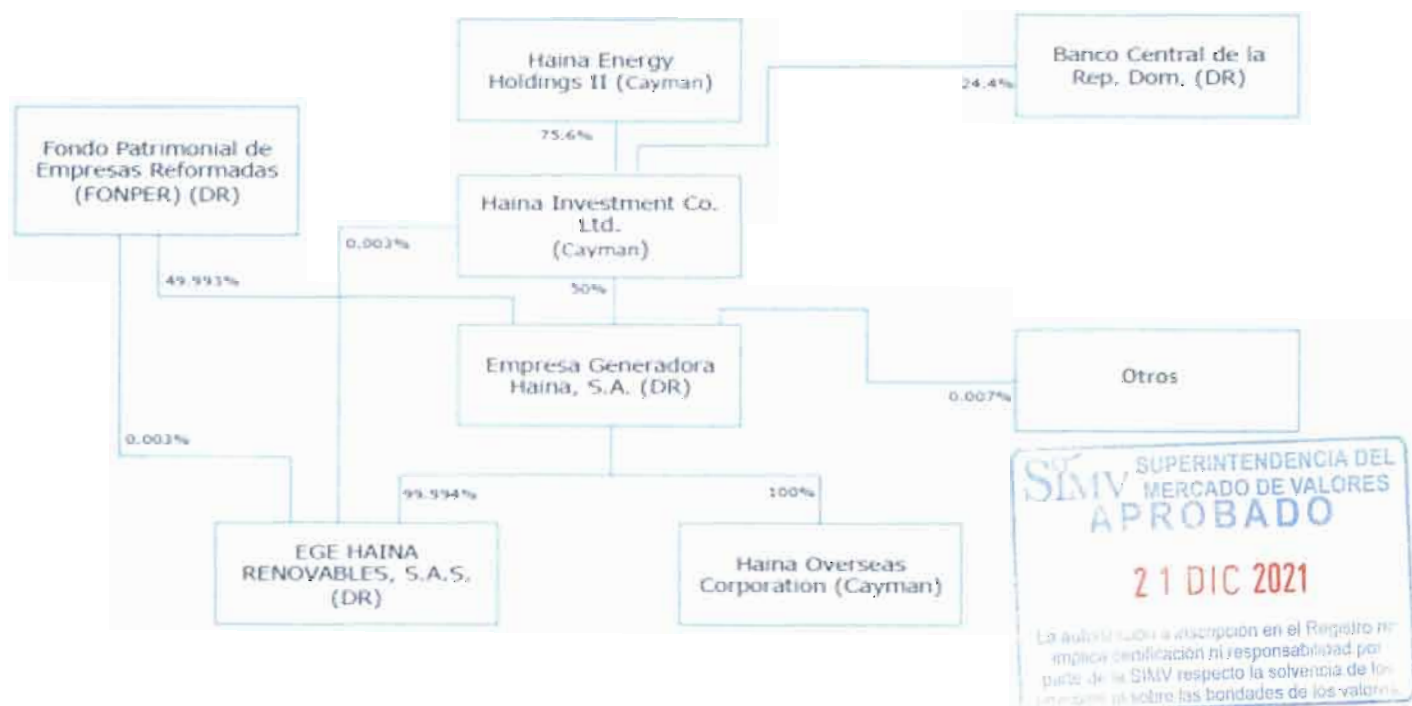 Haina Energy
Holdings II (Cayman)
Banco Central de la
Rep. Dom. (DR)
24.4%
75.6%
Fondo Patrimonial de
Empresas Reformadas
(FONPER) (DR)
Haina Investment Co.
Ltd.
(Cayman)
0.003%
49.993%
50%
Empresa Generadora
Haina, S.A. (DR)
Otros
0.007%
0.003%
99.994%
100%
EGE HAINA
RENOVABLES, S.A.S.
(DR)
Haina Overseas
Corporation (Cayman)
SIMV SUPERINTENDENCIA DEL
MERCADO DE VALORES
APROBADO
21 DIC 2021
La inscripción en el Registro
implica certificación ni responsabilidad por
parte de la SIMV respecto la solvencia de los
sobre las bondades de los valores